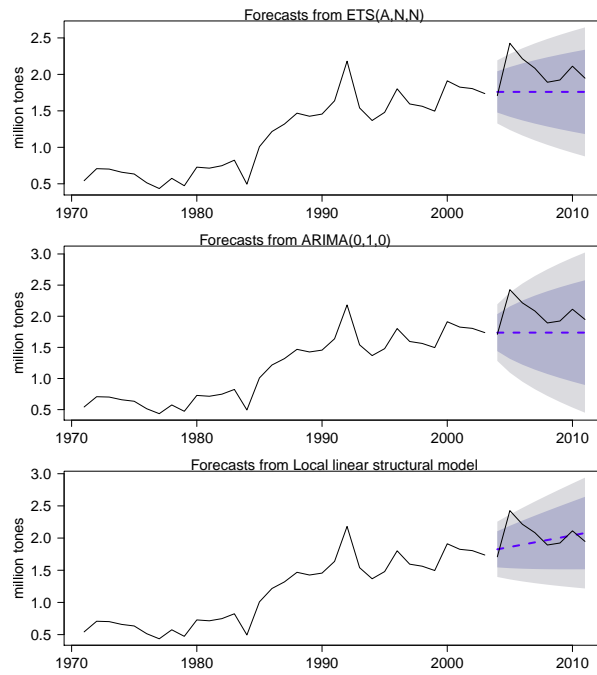 Forecasts from ETS(A,N,N)
million tones
2.5
2.0
1.5
1.0
0.5
1970 1980 1990 2000 2010
Forecasts from ARIMA(0,1,0)
million tones
3.0
2.5
2.0
1.5
1.0
0.5
1970 1980 1990 2000 2010
Forecasts from Local linear structural model
million tones
3.0
2.5
2.0
1.5
1.0
0.5
1970 1980 1990 2000 2010